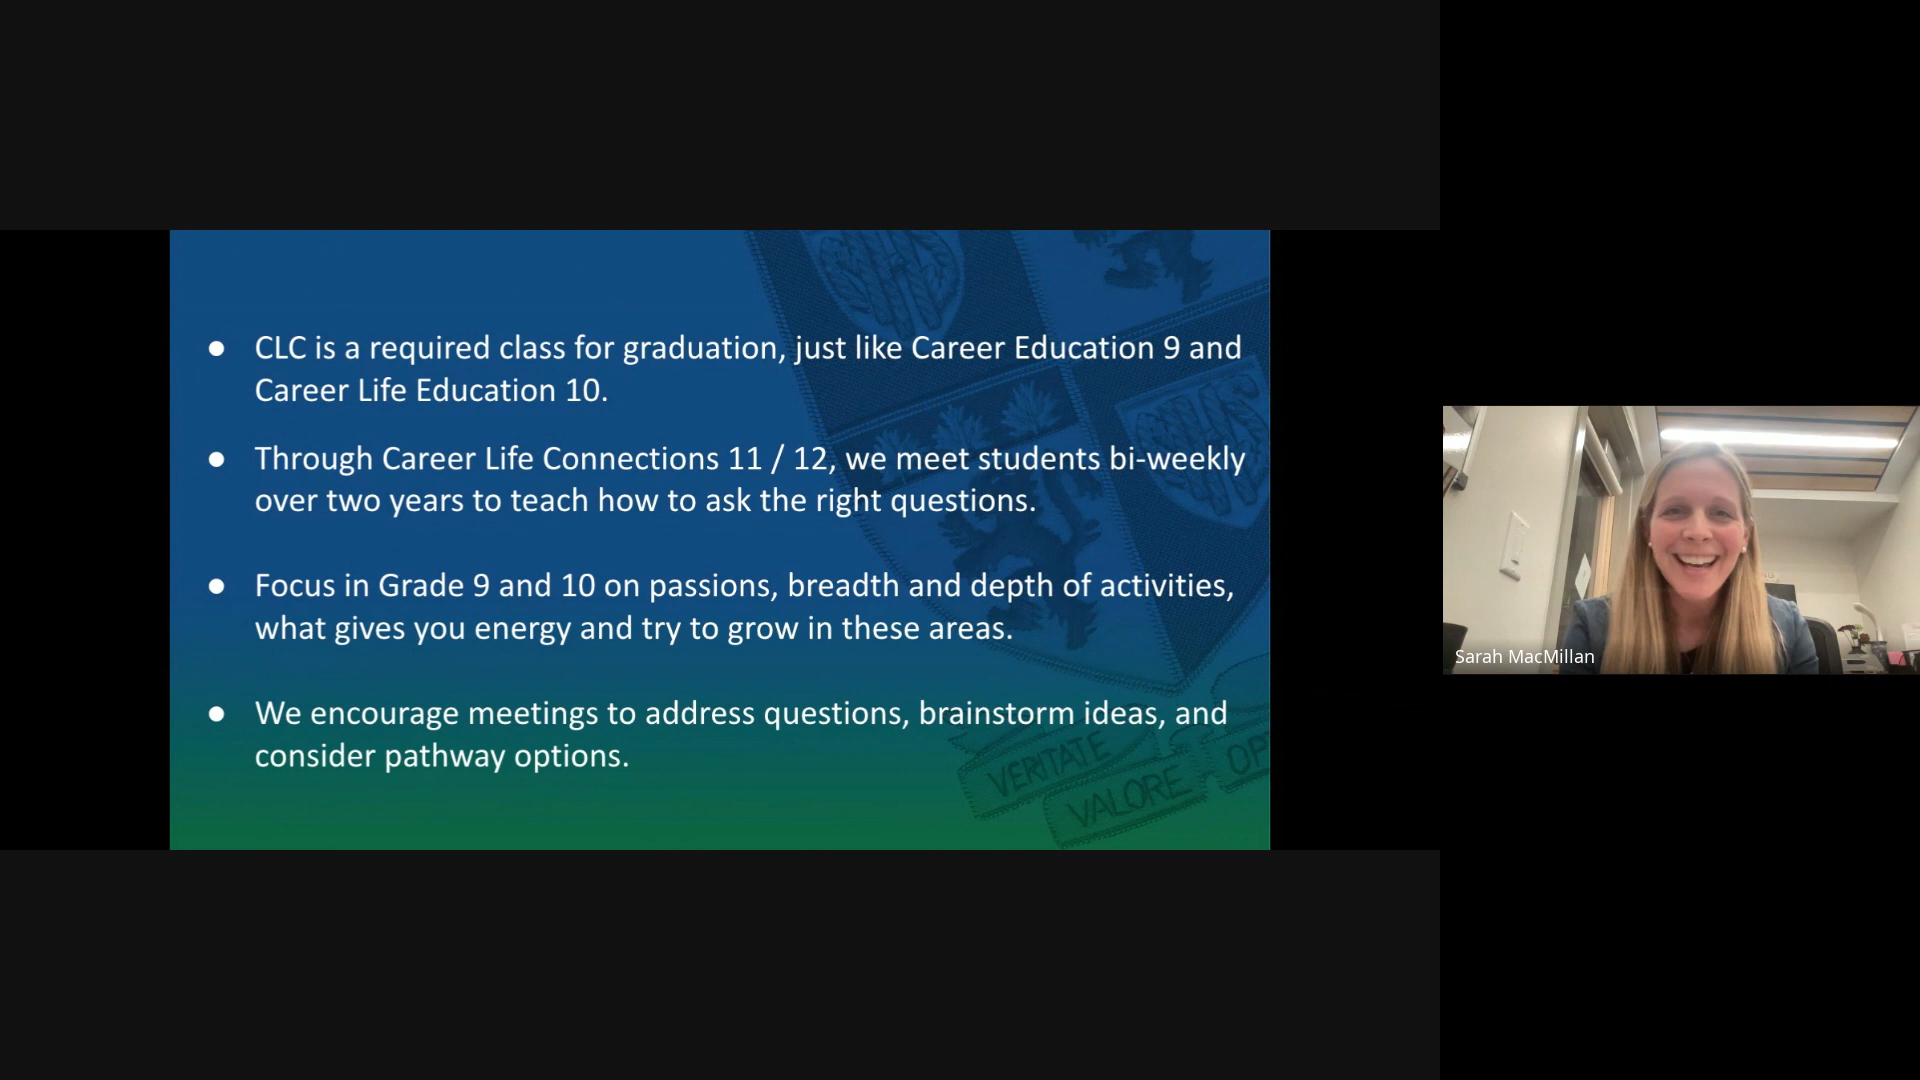 ● CLC is a required class for graduation, just like Career Education 9 and
Career Life Education 10.
● Through Career Life Connections 11 / 12, we meet students bi-weekly
over two years to teach how to ask the right questions.
● Focus in Grade 9 and 10 on passions, breadth and depth of activities,
what gives you energy and try to grow in these areas.
● We encourage meetings to address questions, brainstorm ideas, and
consider pathway options.
VERITATE
VALORE
Sarah MacMillan